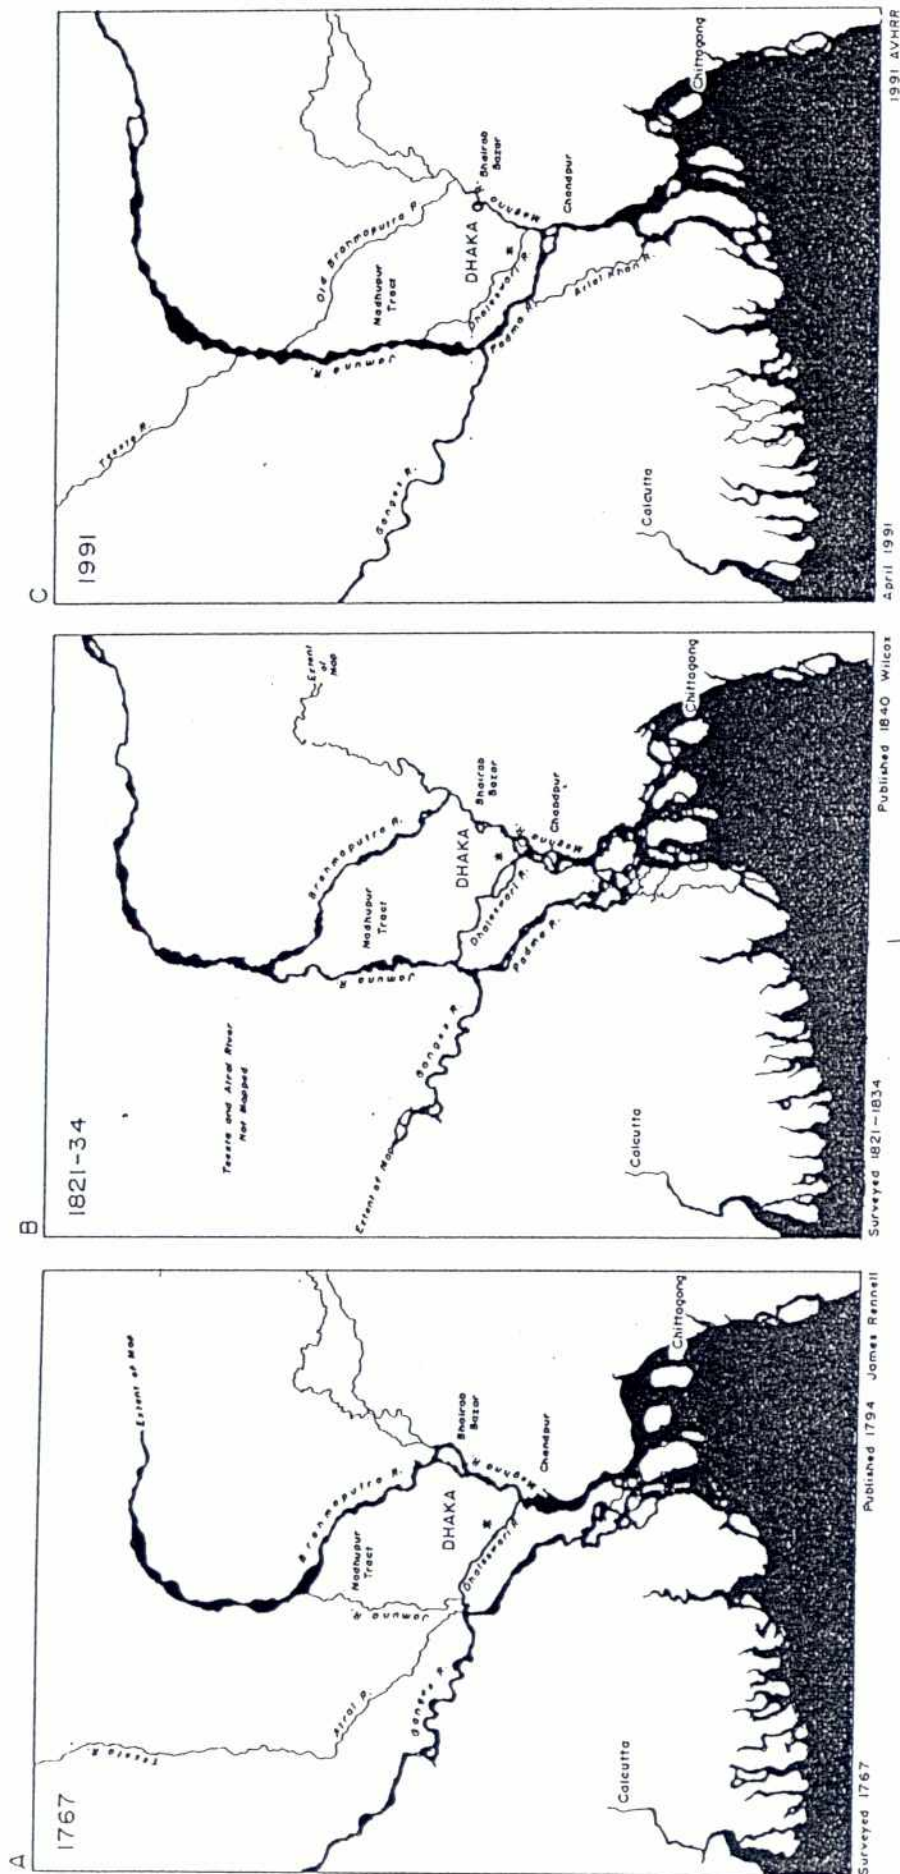 A
1767
Extent of Map
Teesta R.
Atrai R.
Brahmaputra R.
Madhupur
Tract
Jamuna R.
Ganges R.
Bhairab
Bazar
DHAKA
Dhaleswari R.
Meghna R.
Chandpur
Calcutta
Chittagong
Surveyed 1767
Published 1794 James Rennell
B
1821-34
Teesta and Atrai River
Not Mapped
Extent
of
Map
Brahmaputra R.
Madhupur
Tract
Jamuna R.
Ganges R.
Extent of Map
Bhairab
Bazar
DHAKA
Dhaleswari R.
Meghna R.
Chandpur
Padma R.
Calcutta
Chittagong
Surveyed 1821-1834
Published 1840 Wilcox
C
1991
Teesta R.
Old Brahmaputra R.
Madhupur
Tract
Jamuna R.
Ganges R.
Bhairab
Bazar
DHAKA
Dhaleswari R.
Meghna R.
Chandpur
Padma R.
Arial Khan R.
Calcutta
Chittagong
April 1991
1991 AVHRR